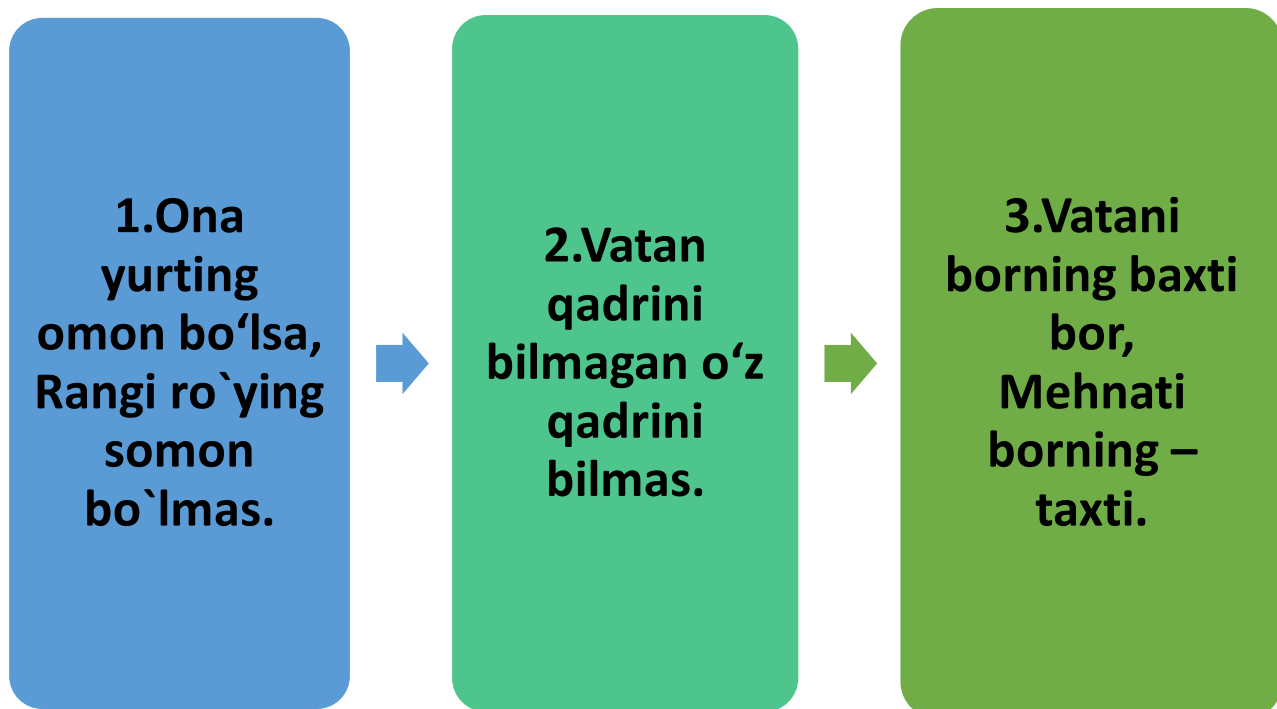 1.Ona
yurting
omon bo‘lsa,
Rangi ro`ying
somon
bo`lmas.
2.Vatan
qadrini
bilmagan o‘z
qadrini
bilmas.
3.Vatani
borning baxti
bor,
Mehnati
borning –
taxti.